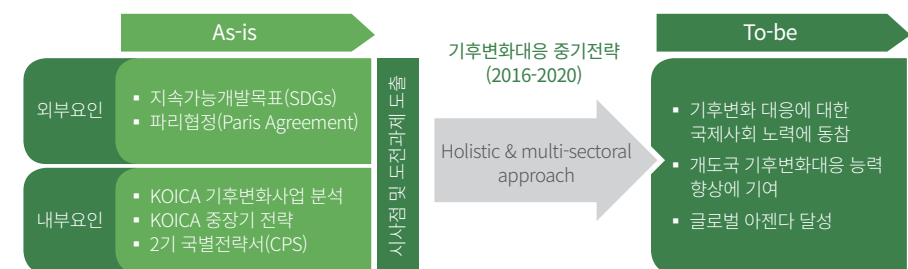 As-is
외부요인
▪ 지속가능개발목표(SDGs)
▪ 파리협정(Paris Agreement)
내부요인
▪ KOICA 기후변화사업 분석
▪ KOICA 중장기 전략
▪ 2기 국별전략서(CPS)
시사점 및 도전과제 도출
기후변화대응 중기전략
(2016-2020)
Holistic & multi-sectoral
approach
To-be
▪ 기후변화 대응에 대한
국제사회 노력에 동참
▪ 개도국 기후변화대응 능력
향상에 기여
▪ 글로벌 아젠다 달성